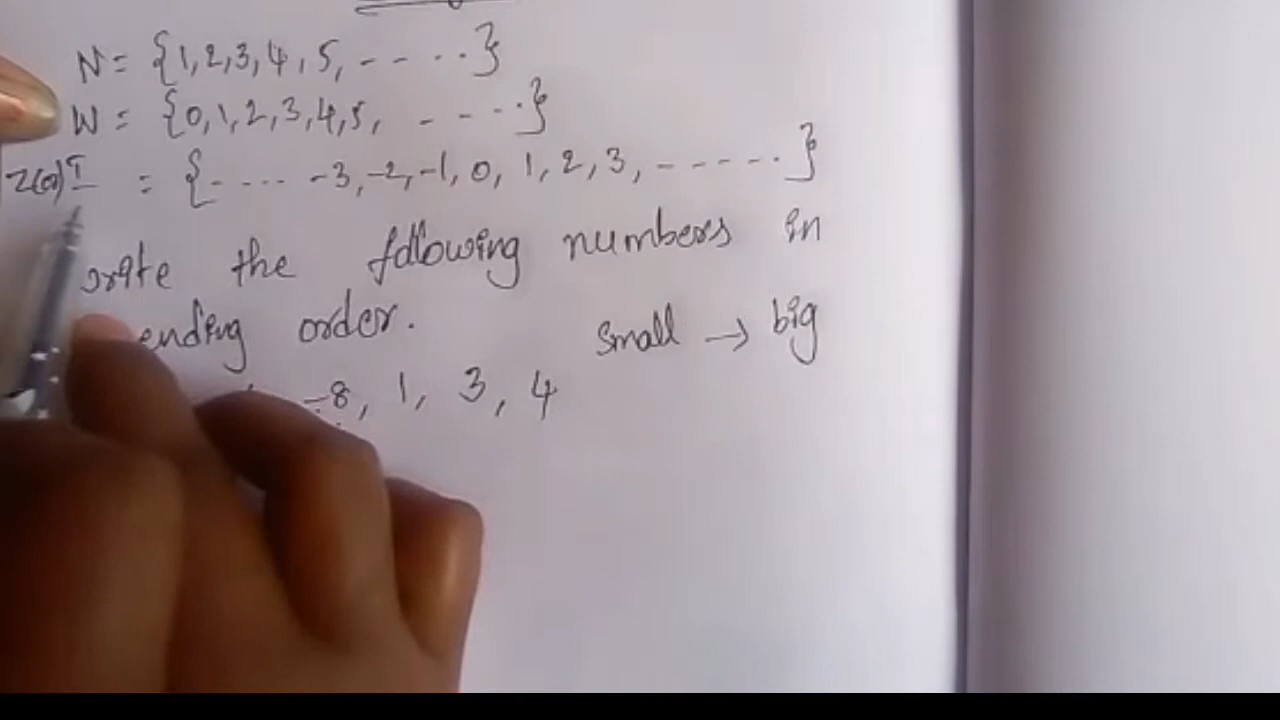 N = {1,2,3,4,5, - - - ..}
W = {0,1,2,3,4,5, - - - ..}
Z(or) I = {- ... -3,-2,-1,0,1,2,3,- - - - ..}
the following numbers in
ending order. small → big
-8, 1, 3, 4